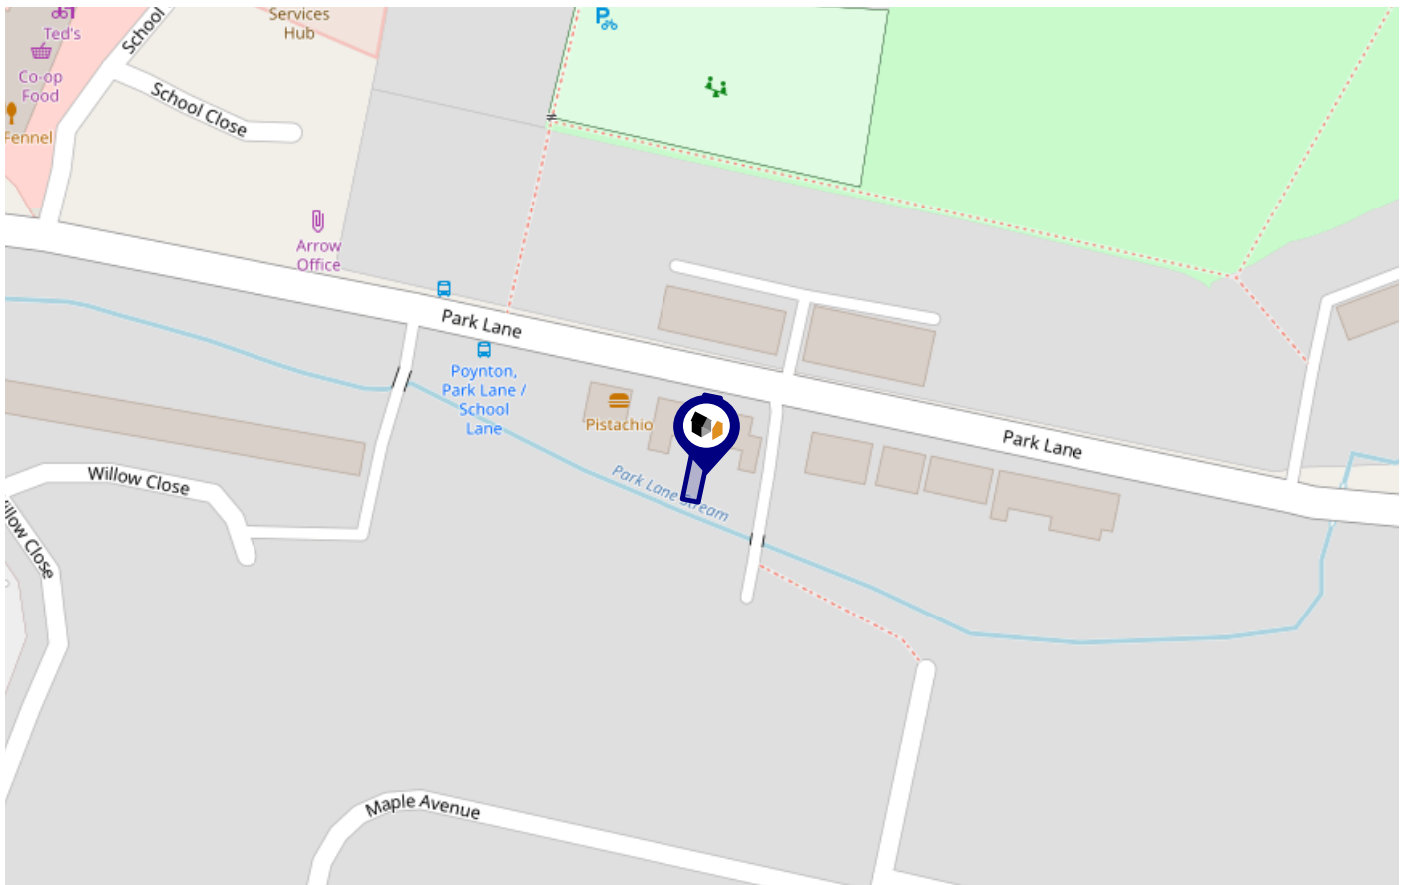 Ted's
Co-op
Food
Fennel
School
Services
Hub
School Close
Arrow
Office
Park Lane
Poynton,
Park Lane /
School
Lane
Pistachio
Park Lane Stream
Park Lane
Willow Close
illow Close
Maple Avenue